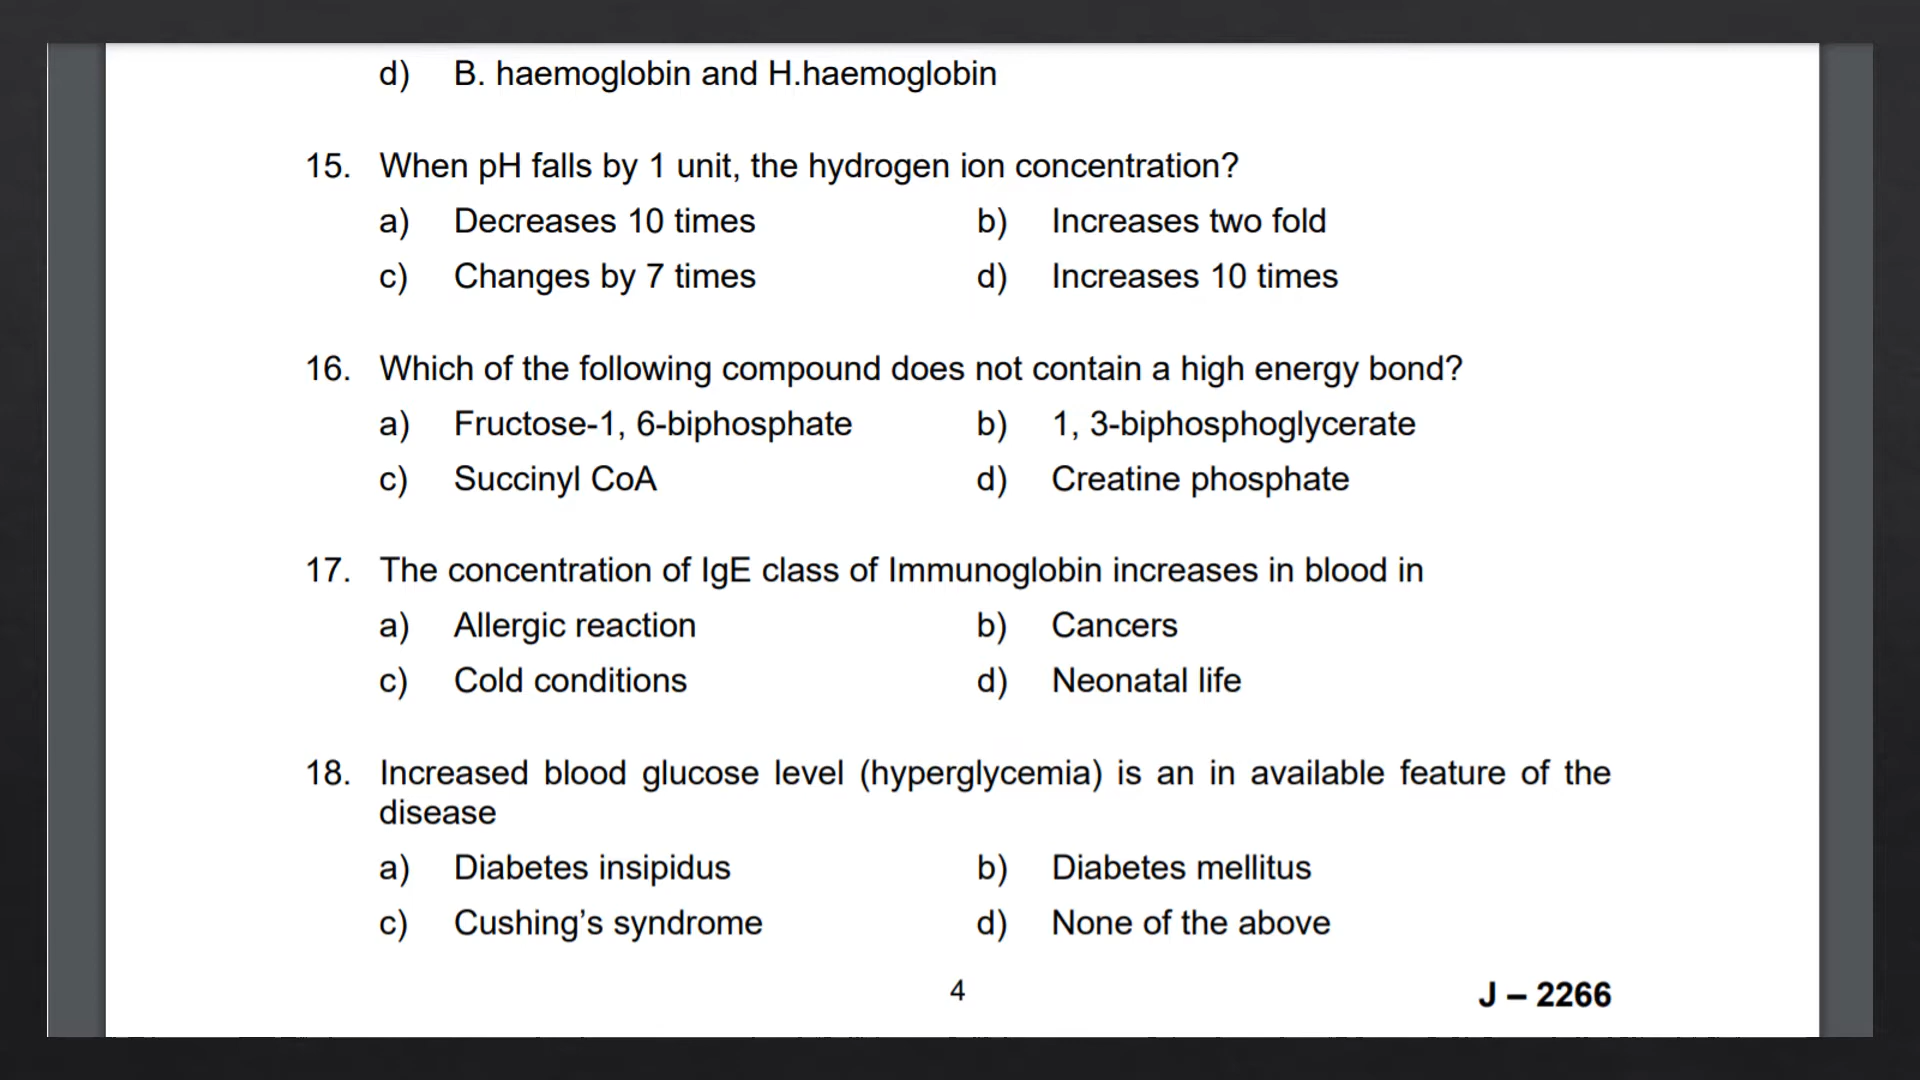 d) B. haemoglobin and H.haemoglobin
15. When pH falls by 1 unit, the hydrogen ion concentration?
a) Decreases 10 times b) Increases two fold
c) Changes by 7 times d) Increases 10 times
16. Which of the following compound does not contain a high energy bond?
a) Fructose-1, 6-biphosphate b) 1, 3-biphosphoglycerate
c) Succinyl CoA d) Creatine phosphate
17. The concentration of IgE class of Immunoglobin increases in blood in
a) Allergic reaction b) Cancers
c) Cold conditions d) Neonatal life
18. Increased blood glucose level (hyperglycemia) is an in available feature of the
disease
a) Diabetes insipidus b) Diabetes mellitus
c) Cushing’s syndrome d) None of the above
4 J – 2266